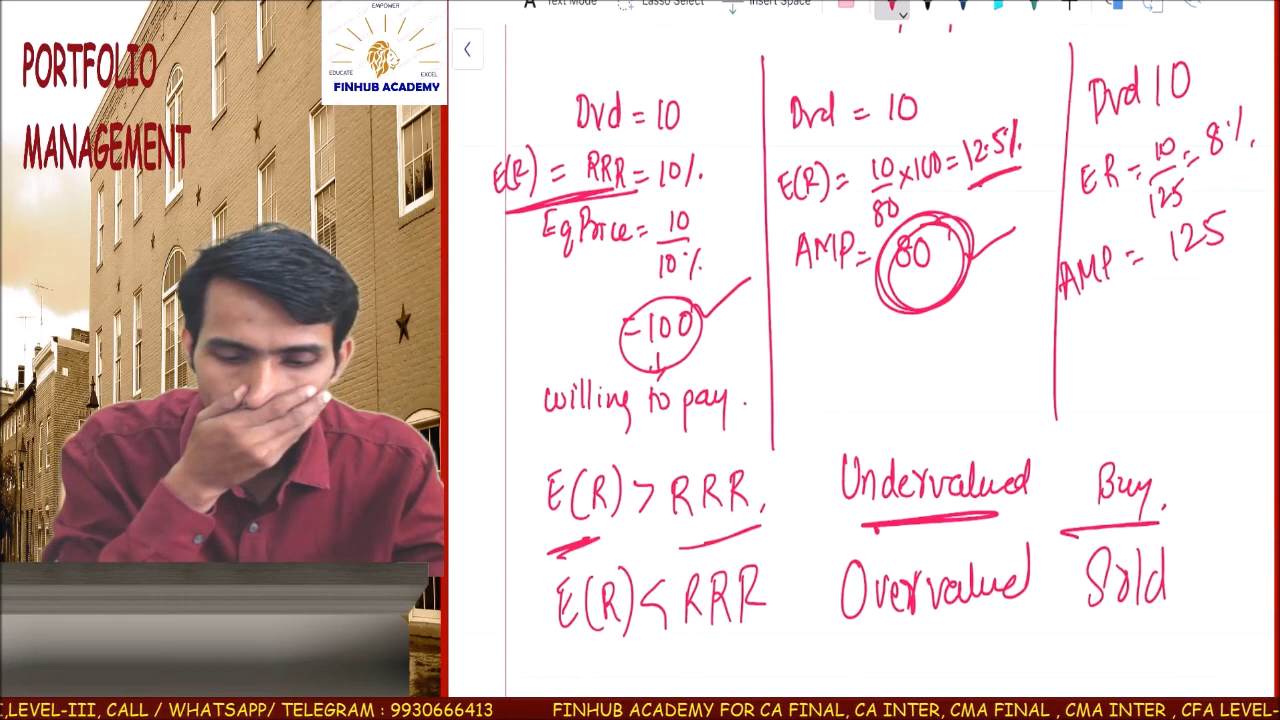 Text Mode
Lasso Select
Insert Space
PORTFOLIO
MANAGEMENT
EMPOWER
EDUCATE
EXCEL
FINHUB ACADEMY
Dvd = 10
E(R) = RRR = 10%.
Eq Price = 10
10%.
= 100
willing to pay.
Dvd = 10
E(R) = 10 × 100 = 12.5%
80
AMP = 80
Dvd 10
ER = 10 = 8%.
125
AMP = 125
E(R) > RRR, Undervalued Buy.
E(R) < RRR Overvalued Sold
LEVEL-III, CALL / WHATSAPP/ TELEGRAM : 9930666413 FINHUB ACADEMY FOR CA FINAL, CA INTER, CMA FINAL , CMA INTER , CFA LEVEL-